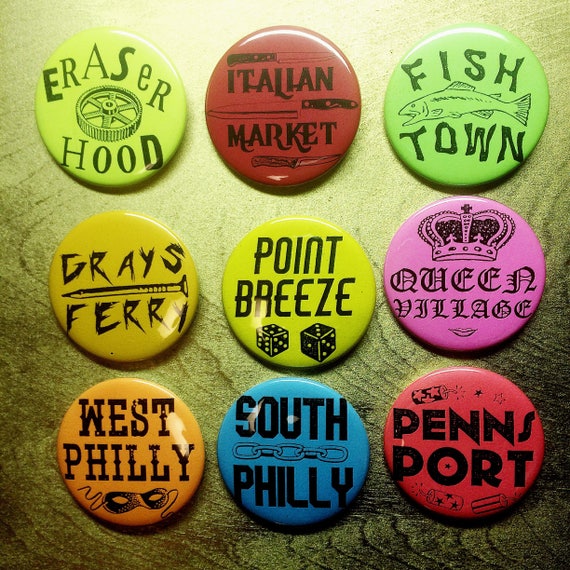 ERASER
HOOD
ITALIAN
MARKET
FISH
TOWN
GRAYS
FERRY
POINT
BREEZE
QUEEN
VILLAGE
WEST
PHILLY
SOUTH
PHILLY
PENNS
PORT